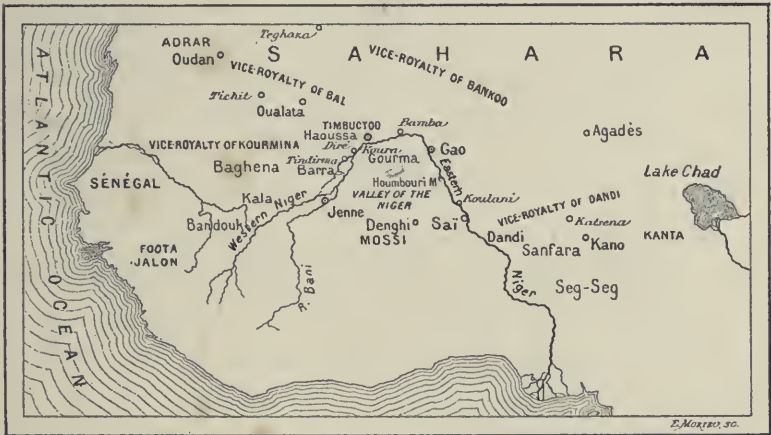 Teghaza
ADRAR
Oudan
S A H A R A
VICE-ROYALTY OF BANKOO
VICE-ROYALTY OF BAL
Tichit
Oualata
ATLANTIC OCEAN
TIMBUCTOO
Bamba
Haoussa
Agadès
VICE-ROYALTY OF KOURMINA
Diré
Koura
Gao
Tindirma
Gourma
Baghena
Barra
Eastern
Lake Chad
SÉNÉGAL
Houmbouri Mts
Kala
Western Niger
VALLEY OF THE
NIGER
Koulani
VICE-ROYALTY OF DANDI
Jenne
Bandouk
Denghi
Saï
Katsena
MOSSI
Dandi
KANTA
Sanfara
Kano
FOOTA
JALON
R. Bani
Niger
Seg-Seg
E. MORIEU, SC.